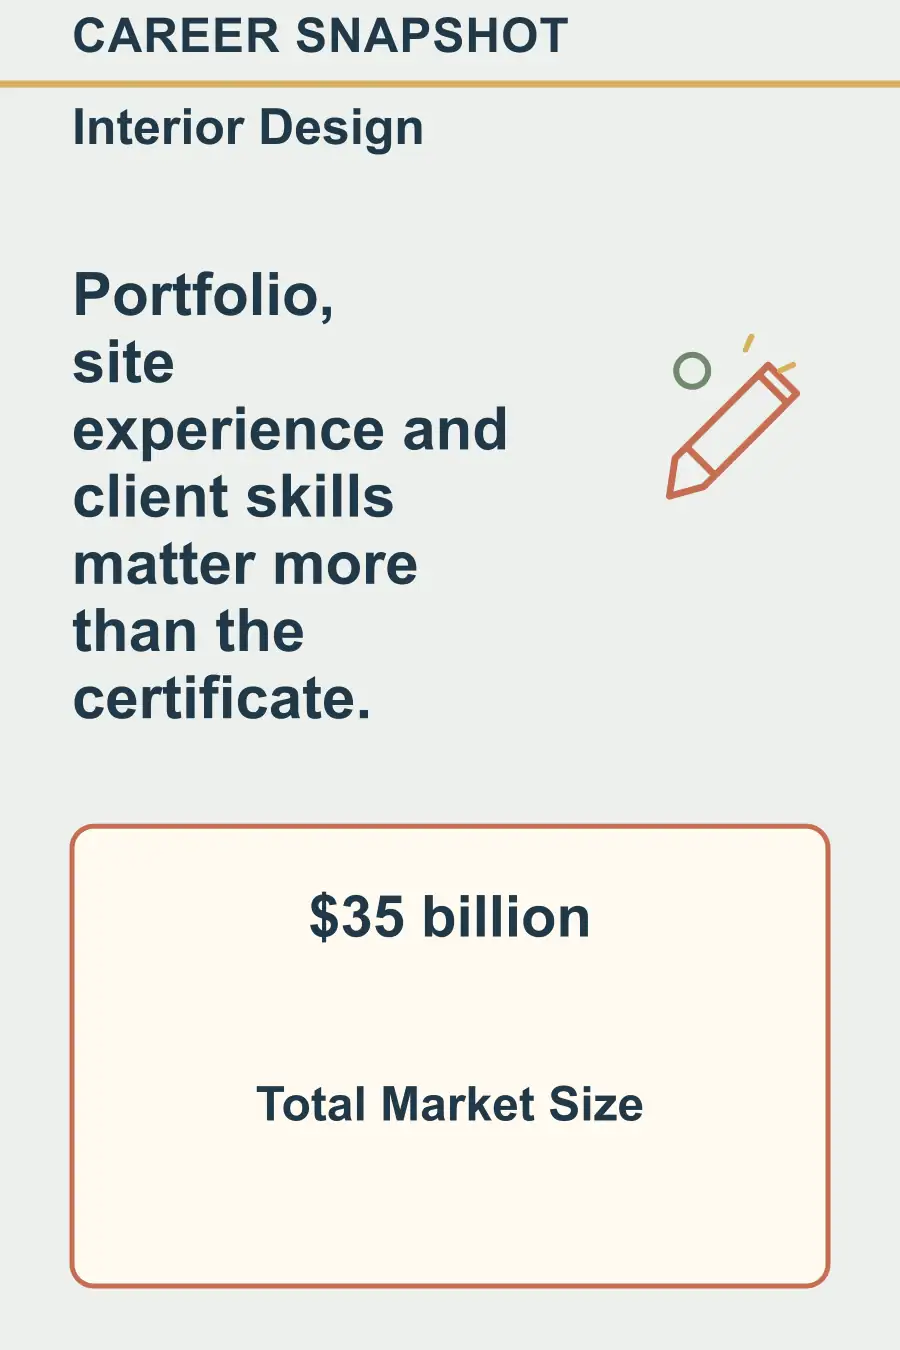 CAREER SNAPSHOT
Interior Design
Portfolio,
site
experience and
client skills
matter more
than the
certificate.
$35 billion
Total Market Size